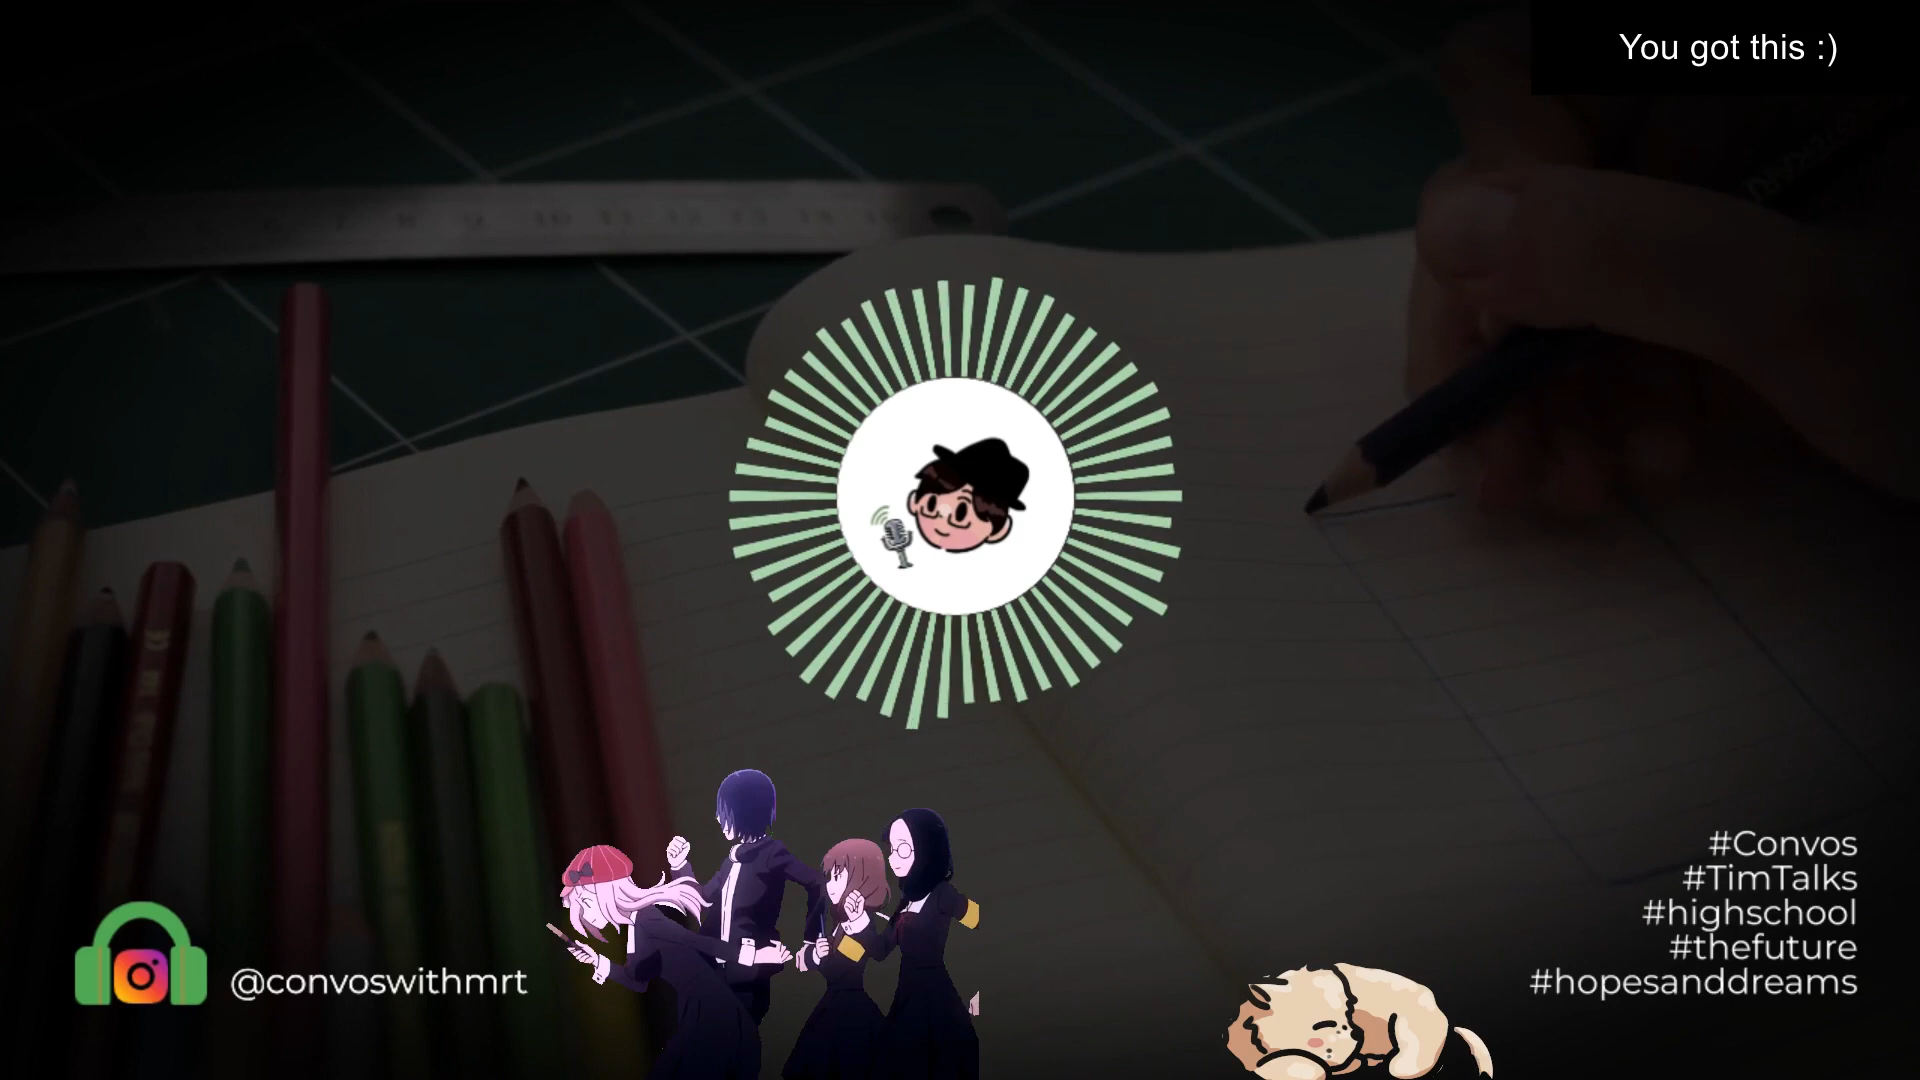 You got this :)
#Convos
#TimTalks
#highschool
#thefuture
#hopesanddreams
@convoswithmrt